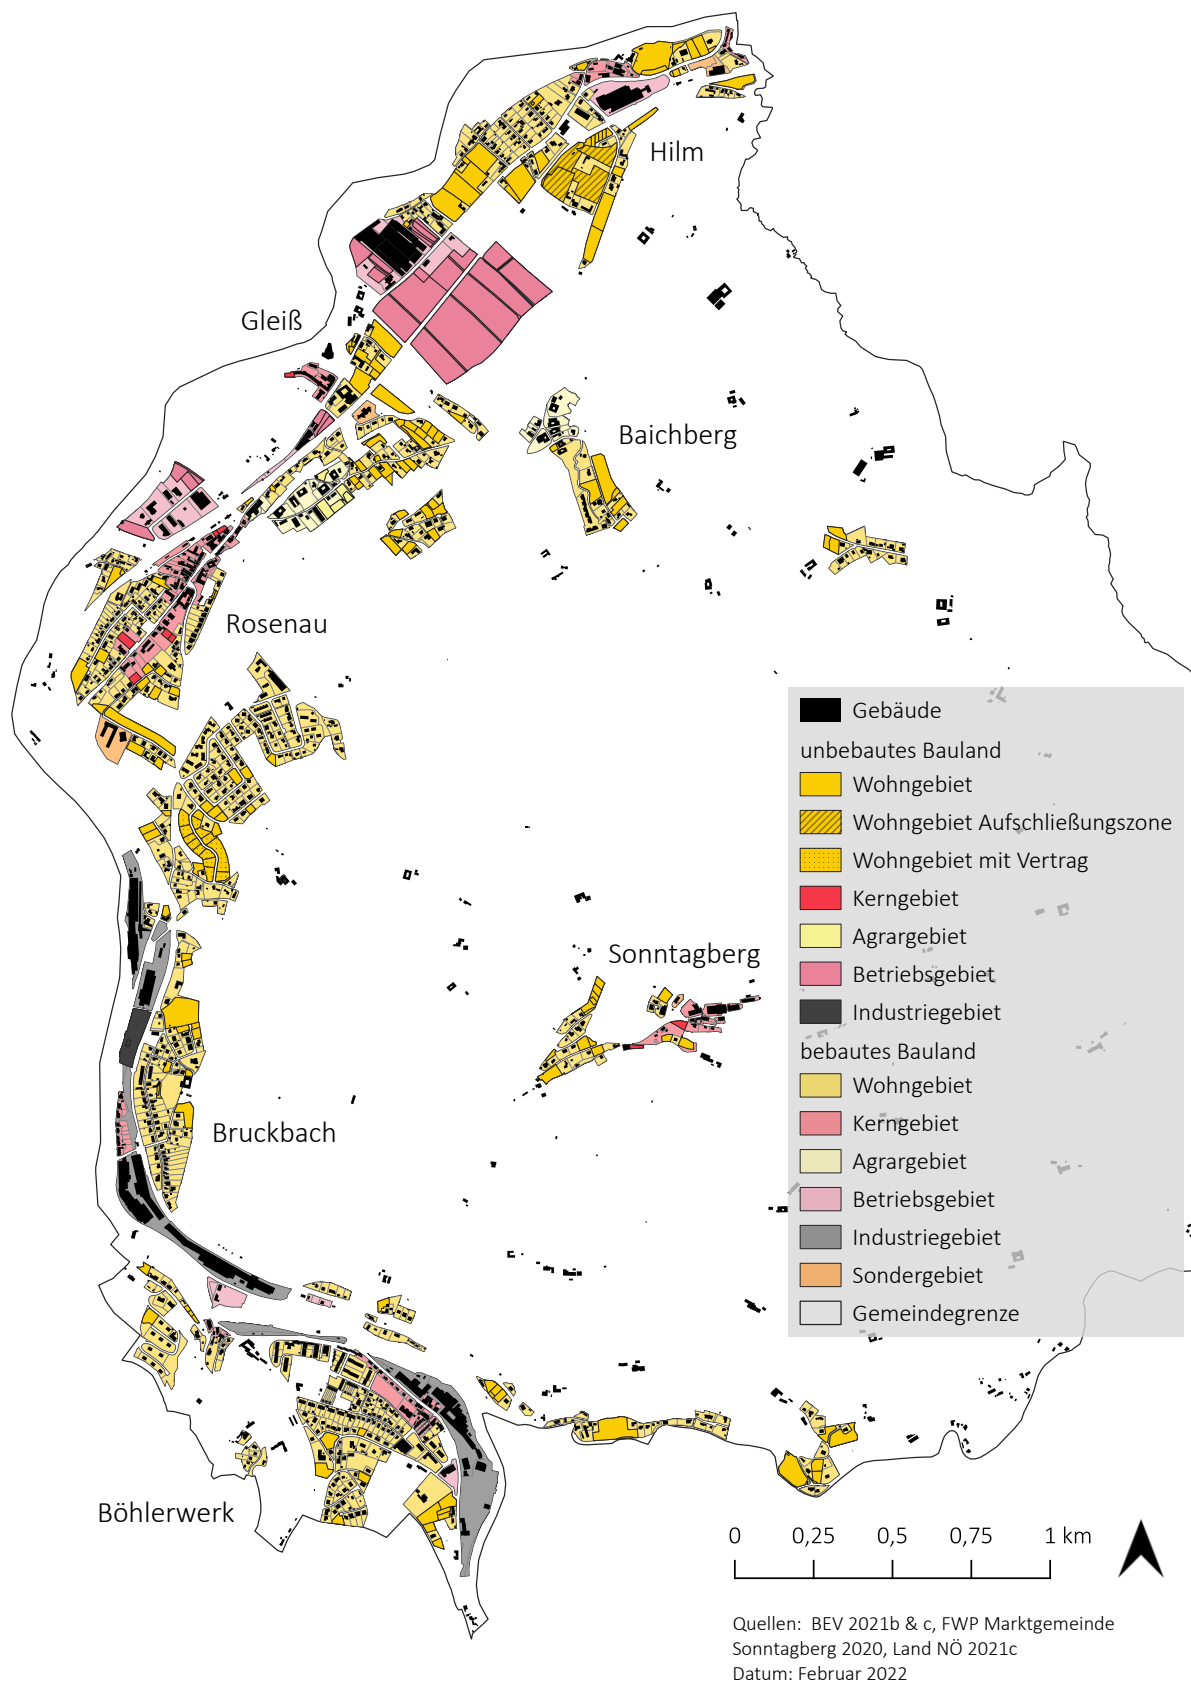 Hilm
Gleiß
Baichberg
Rosenau
Gebäude
unbebautes Bauland
Wohngebiet
Wohngebiet Aufschließungszone
Wohngebiet mit Vertrag
Kerngebiet
Agrargebiet
Betriebsgebiet
Industriegebiet
bebautes Bauland
Wohngebiet
Kerngebiet
Agrargebiet
Betriebsgebiet
Industriegebiet
Sondergebiet
Gemeindegrenze
Sonntagberg
Bruckbach
Böhlerwerk
0 0,25 0,5 0,75 1 km
Quellen: BEV 2021b & c, FWP Marktgemeinde
Sonntagberg 2020, Land NÖ 2021c
Datum: Februar 2022